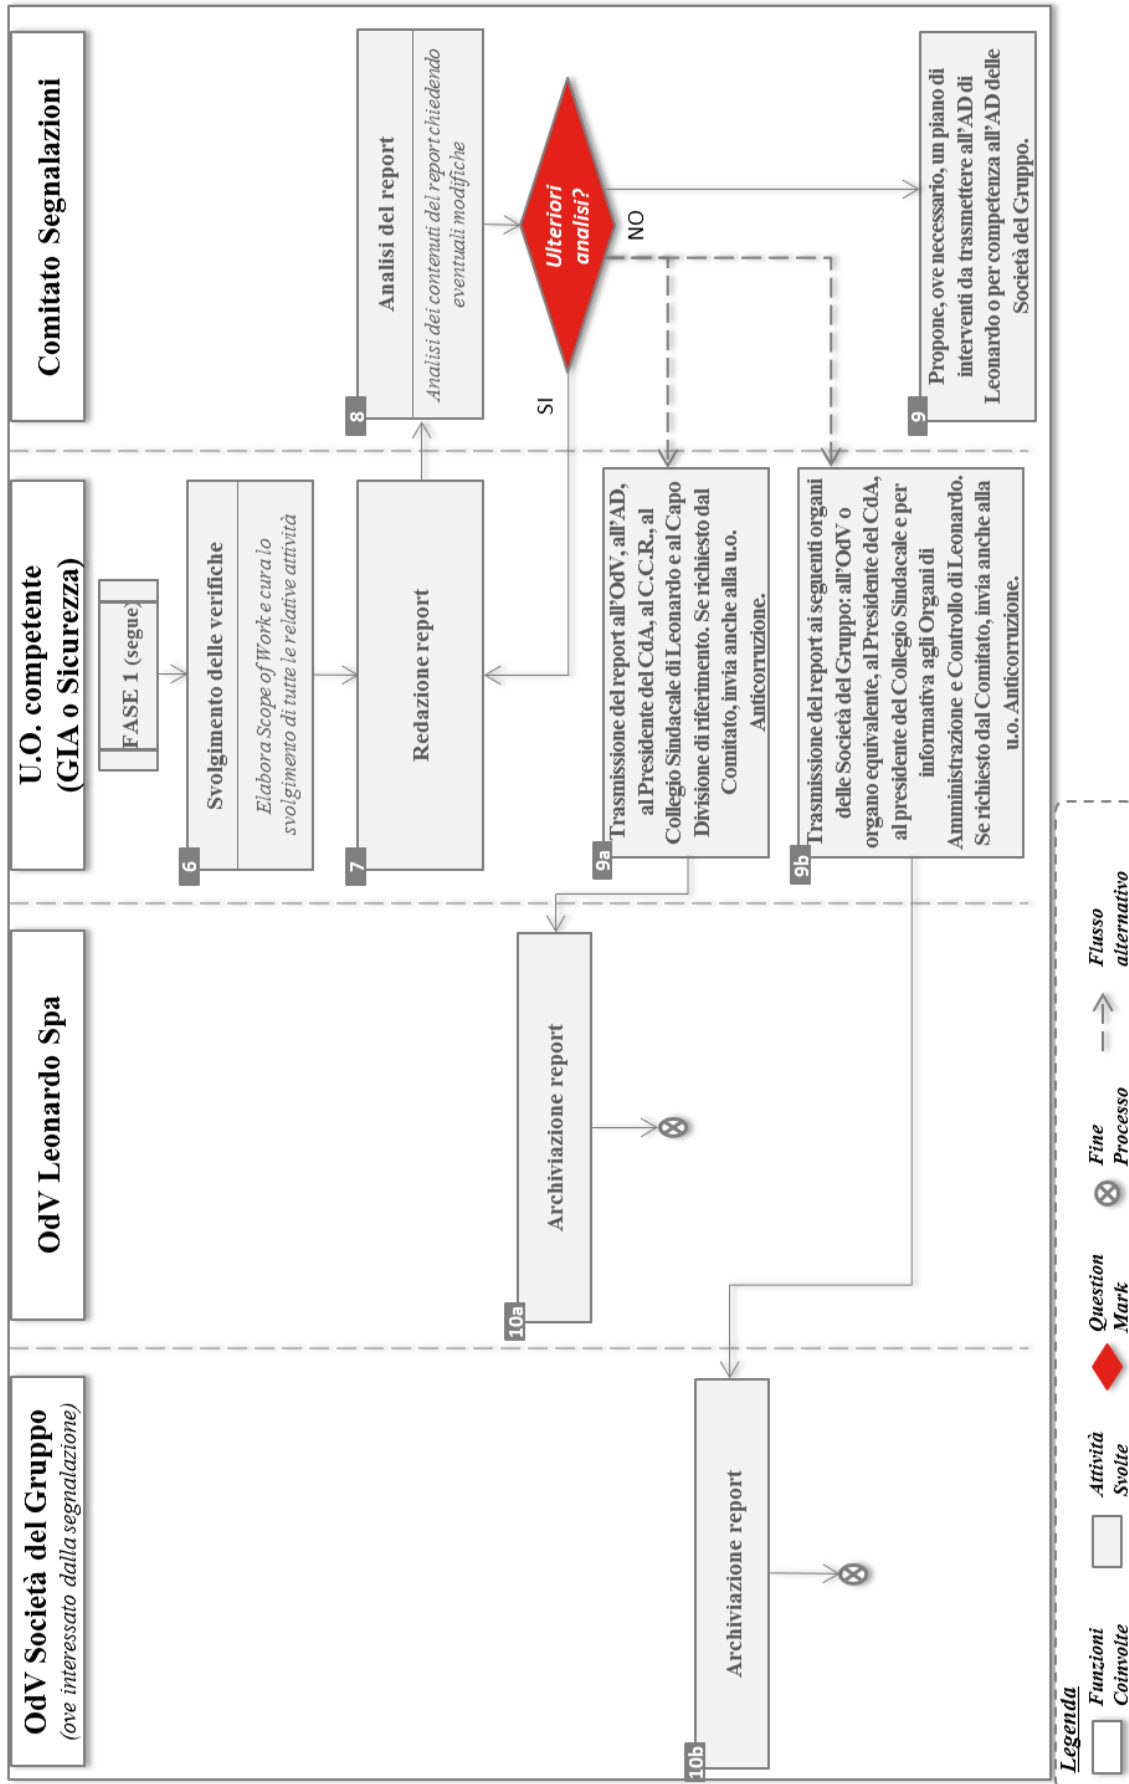 OdV Società del Gruppo
(ove interessato dalla segnalazione)
OdV Leonardo Spa
U.O. competente
(GIA o Sicurezza)
Comitato Segnalazioni
FASE 1 (segue)
6
Svolgimento delle verifiche
Elabora Scope of Work e cura lo
svolgimento di tutte le relative attività
7
Redazione report
8
Analisi del report
Analisi dei contenuti del report chiedendo
eventuali modifiche
Ulteriori
analisi?
SI
NO
9a
Trasmissione del report all'OdV, all'AD,
al Presidente del CdA, al C.C.R., al
Collegio Sindacale di Leonardo e al Capo
Divisione di riferimento. Se richiesto dal
Comitato, invia anche alla u.o.
Anticorruzione.
9b
Trasmissione del report ai seguenti organi
delle Società del Gruppo: all'OdV o
organo equivalente, al Presidente del CdA,
al presidente del Collegio Sindacale e per
informativa agli Organi di
Amministrazione e Controllo di Leonardo.
Se richiesto dal Comitato, invia anche alla
u.o. Anticorruzione.
9
Propone, ove necessario, un piano di
interventi da trasmettere all'AD di
Leonardo o per competenza all'AD delle
Società del Gruppo.
10a
Archiviazione report
10b
Archiviazione report
Legenda
Funzioni
Coinvolte
Attività
Svolte
Question
Mark
Fine
Processo
Flusso
alternativo